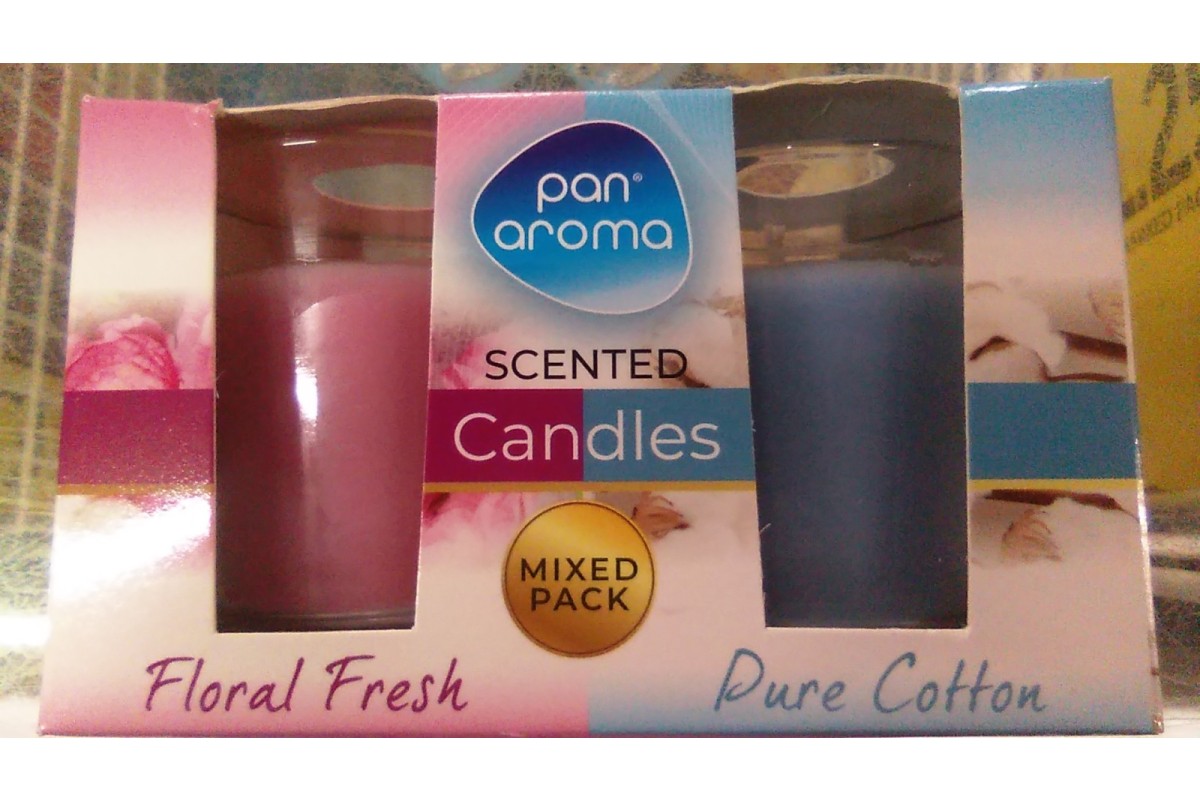 pan®
aroma
SCENTED
Candles
MIXED
PACK
Floral Fresh
Pure Cotton